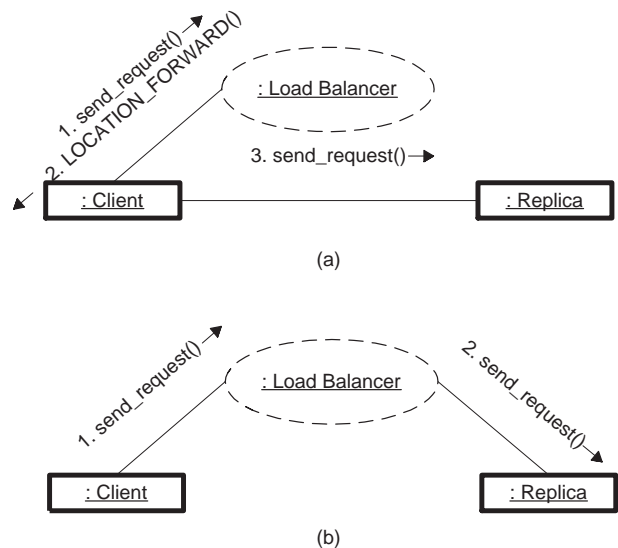 1. send_request()
2. LOCATION_FORWARD()
: Load Balancer
3. send_request()
: Client
: Replica
(a)
1. send_request()
: Load Balancer
2. send_request()
: Client
: Replica
(b)